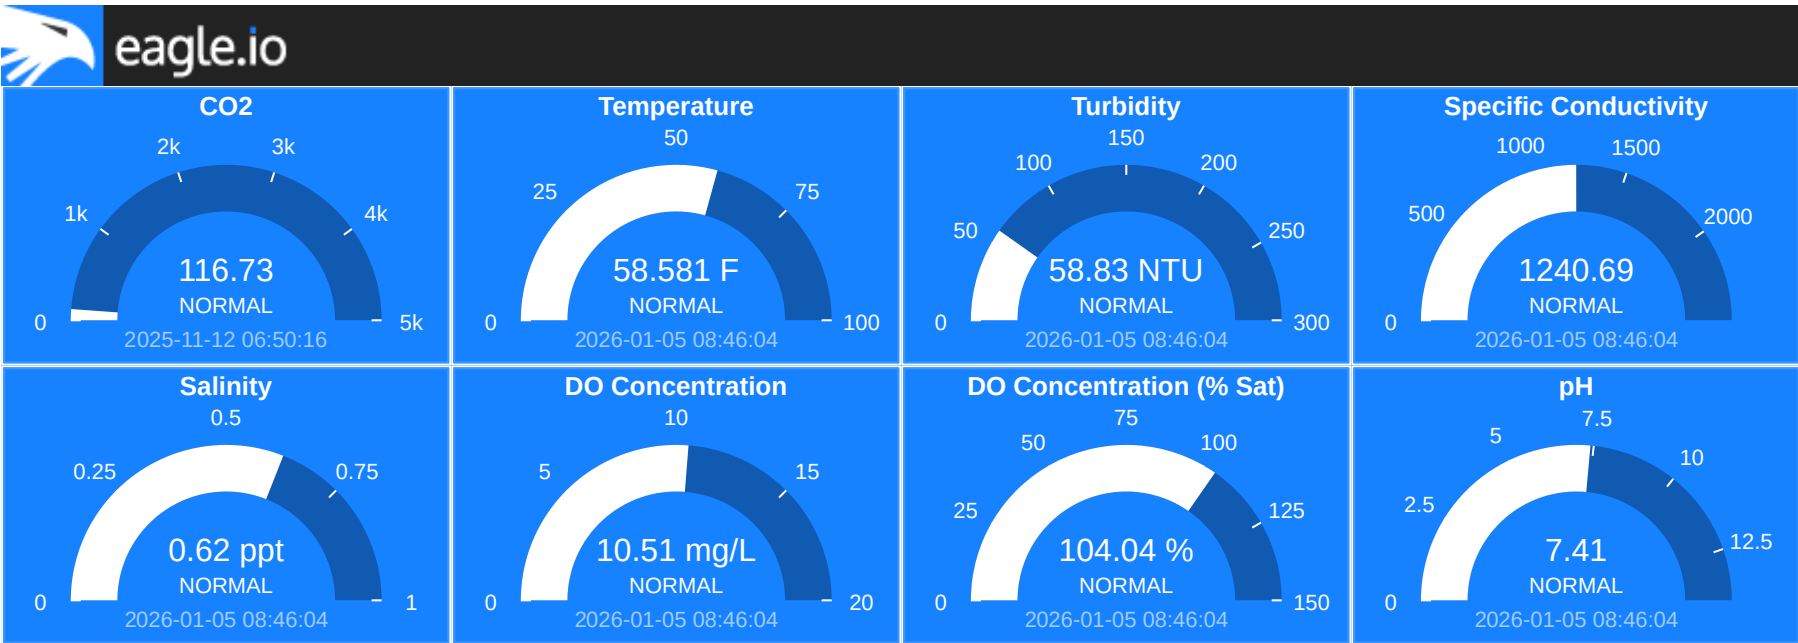 eagle.io
CO2
0
1k
2k
3k
4k
5k
116.73
NORMAL
2025-11-12 06:50:16
Temperature
0
25
50
75
100
58.581 F
NORMAL
2026-01-05 08:46:04
Turbidity
0
50
100
150
200
250
300
58.83 NTU
NORMAL
2026-01-05 08:46:04
Specific Conductivity
0
500
1000
1500
2000
1240.69
NORMAL
2026-01-05 08:46:04
Salinity
0
0.25
0.5
0.75
1
0.62 ppt
NORMAL
2026-01-05 08:46:04
DO Concentration
0
5
10
15
20
10.51 mg/L
NORMAL
2026-01-05 08:46:04
DO Concentration (% Sat)
0
25
50
75
100
125
150
104.04 %
NORMAL
2026-01-05 08:46:04
pH
0
2.5
5
7.5
10
12.5
7.41
NORMAL
2026-01-05 08:46:04